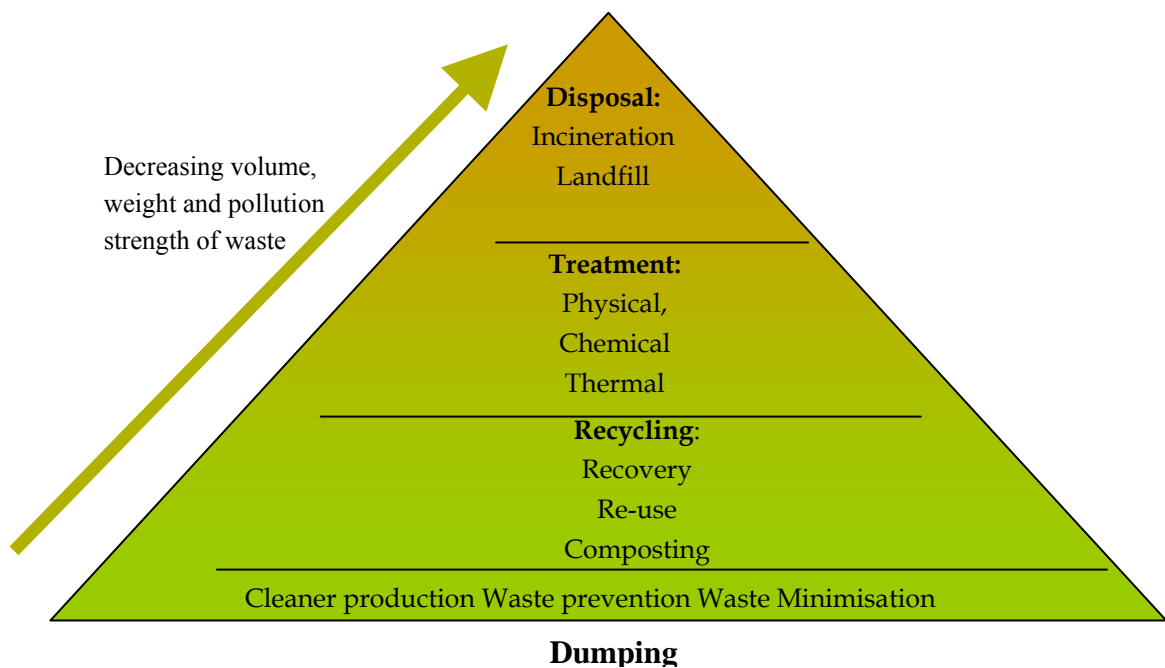 Disposal:
Incineration
Landfill
Decreasing volume,
weight and pollution
strength of waste
Treatment:
Physical,
Chemical
Thermal
Recycling:
Recovery
Re-use
Composting
Cleaner production Waste prevention Waste Minimisation
Dumping